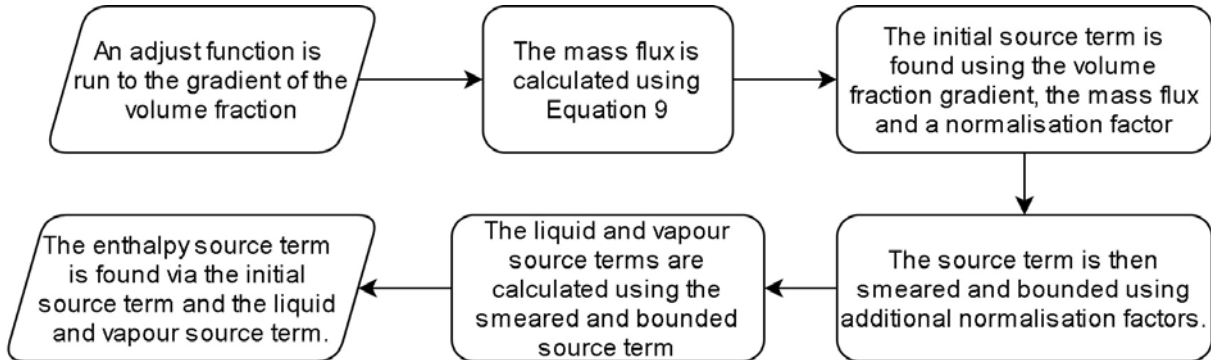 An adjust function is
run to the gradient of the
volume fraction
The mass flux is
calculated using
Equation 9
The initial source term is
found using the volume
fraction gradient, the mass flux
and a normalisation factor
The source term is then
smeared and bounded using
additional normalisation factors.
The liquid and vapour
source terms are
calculated using the
smeared and bounded
source term
The enthalpy source term
is found via the initial
source term and the liquid
and vapour source term.